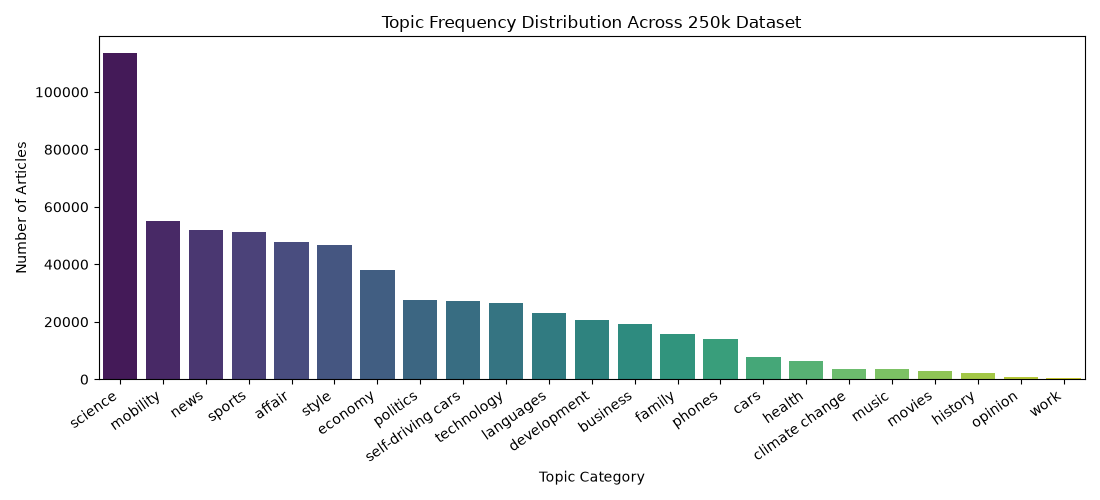 Topic Frequency Distribution Across 250k Dataset
Number of Articles
100000
80000
60000
40000
20000
0
science
mobility
news
sports
affair
style
economy
politics
self-driving cars
technology
languages
development
business
family
phones
cars
health
climate change
music
movies
history
opinion
work
Topic Category